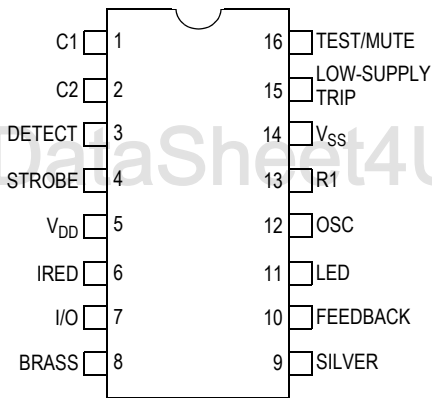 C1 1 16 TEST/MUTE
C2 2 15 LOW-SUPPLY
TRIP
DETECT 3 14 VSS
STROBE 4 13 R1
VDD 5 12 OSC
IRED 6 11 LED
I/O 7 10 FEEDBACK
BRASS 8 9 SILVER
DataSheet4U